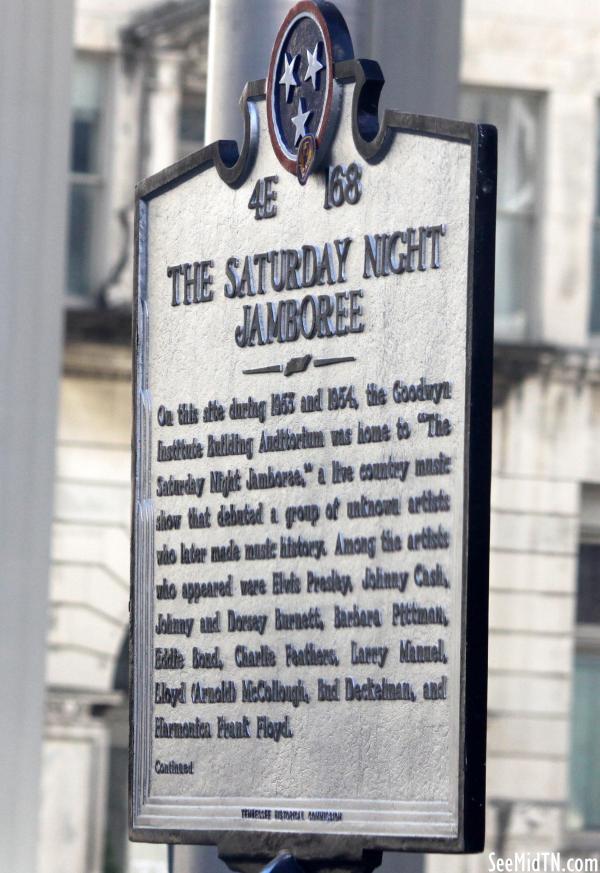 4E 168
THE SATURDAY NIGHT
JAMBOREE
On this site during 1953 and 1954, the Goodwyn
Institute Building Auditorium was home to "The
Saturday Night Jamboree," a live country music
show that debuted a group of unknown artists
who later made music history. Among the artists
who appeared were Elvis Presley, Johnny Cash,
Johnny and Dorsey Burnett, Barbara Pittman,
Eddie Bond, Charlie Feathers, Larry Manuel,
Lloyd (Arnold) McCollough, Bud Deckelman, and
Harmonica Frank Floyd.
Continued
TENNESSEE HISTORICAL COMMISSION
SeeMidTN.com